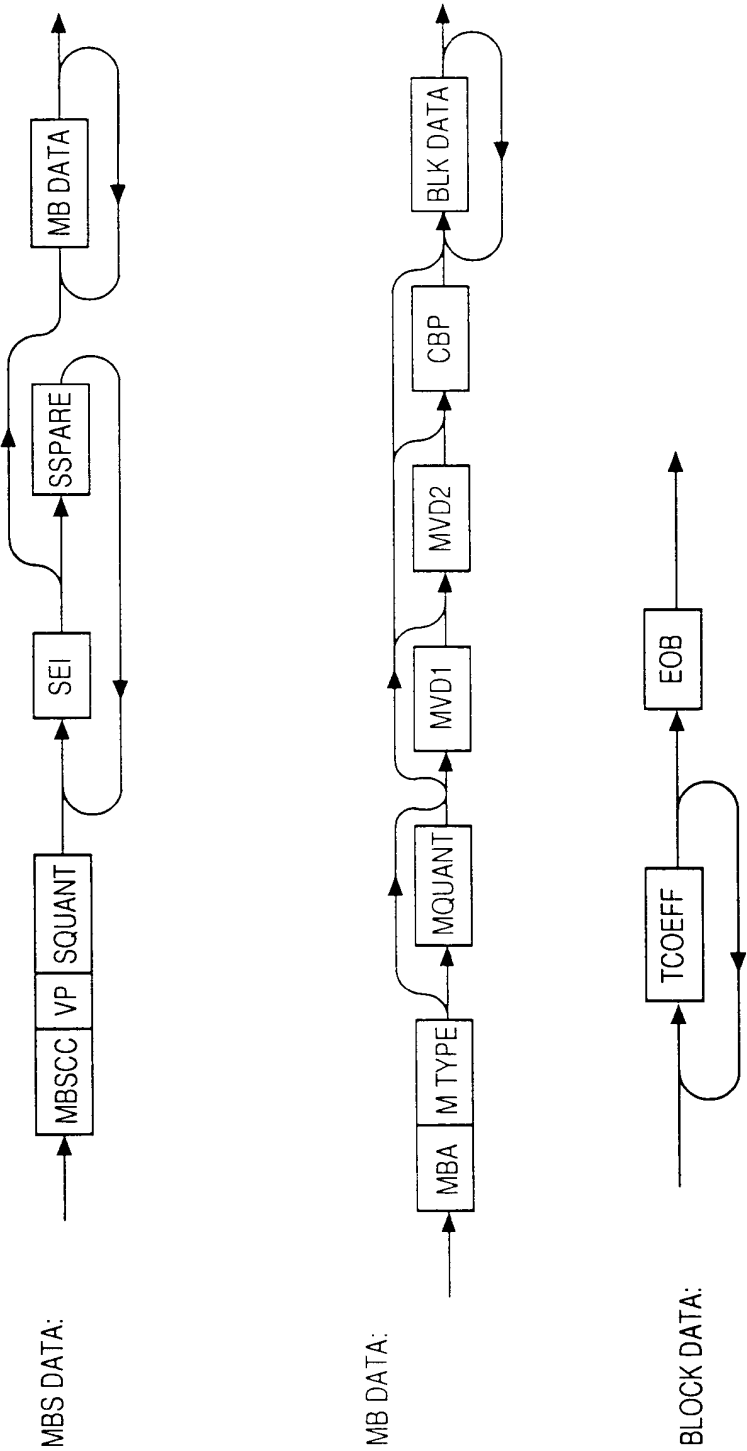 MBS DATA:
MBSCC VP SQUANT
SEI
SSPARE
MB DATA
MB DATA:
MBA M TYPE
MQUANT
MVD1
MVD2
CBP
BLK DATA
BLOCK DATA:
TCOEFF
EOB